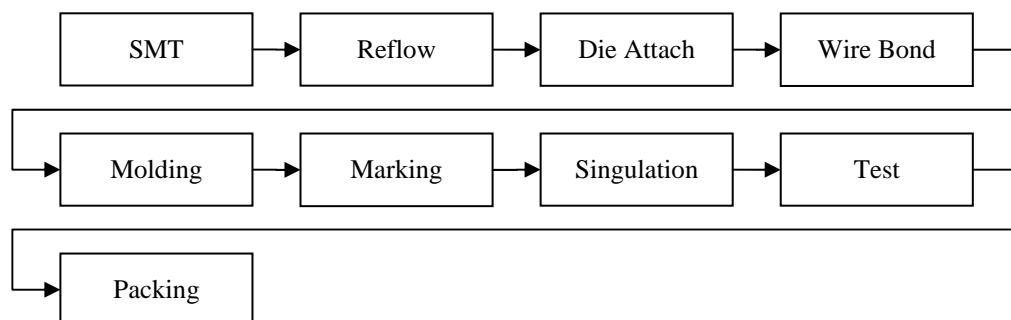 SMT
Reflow
Die Attach
Wire Bond
Molding
Marking
Singulation
Test
Packing